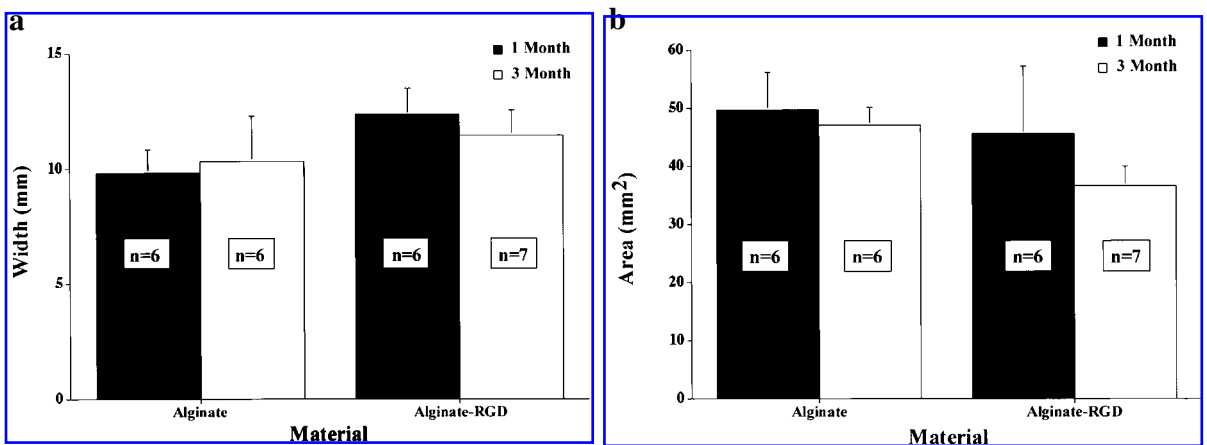 a
15
10
5
0
Width (mm)
■ 1 Month
□ 3 Month
n=6
n=6
n=6
n=7
Alginate
Alginate-RGD
Material
b
60
50
40
30
20
10
0
Area (mm²)
■ 1 Month
□ 3 Month
n=6
n=6
n=6
n=7
Alginate
Alginate-RGD
Material